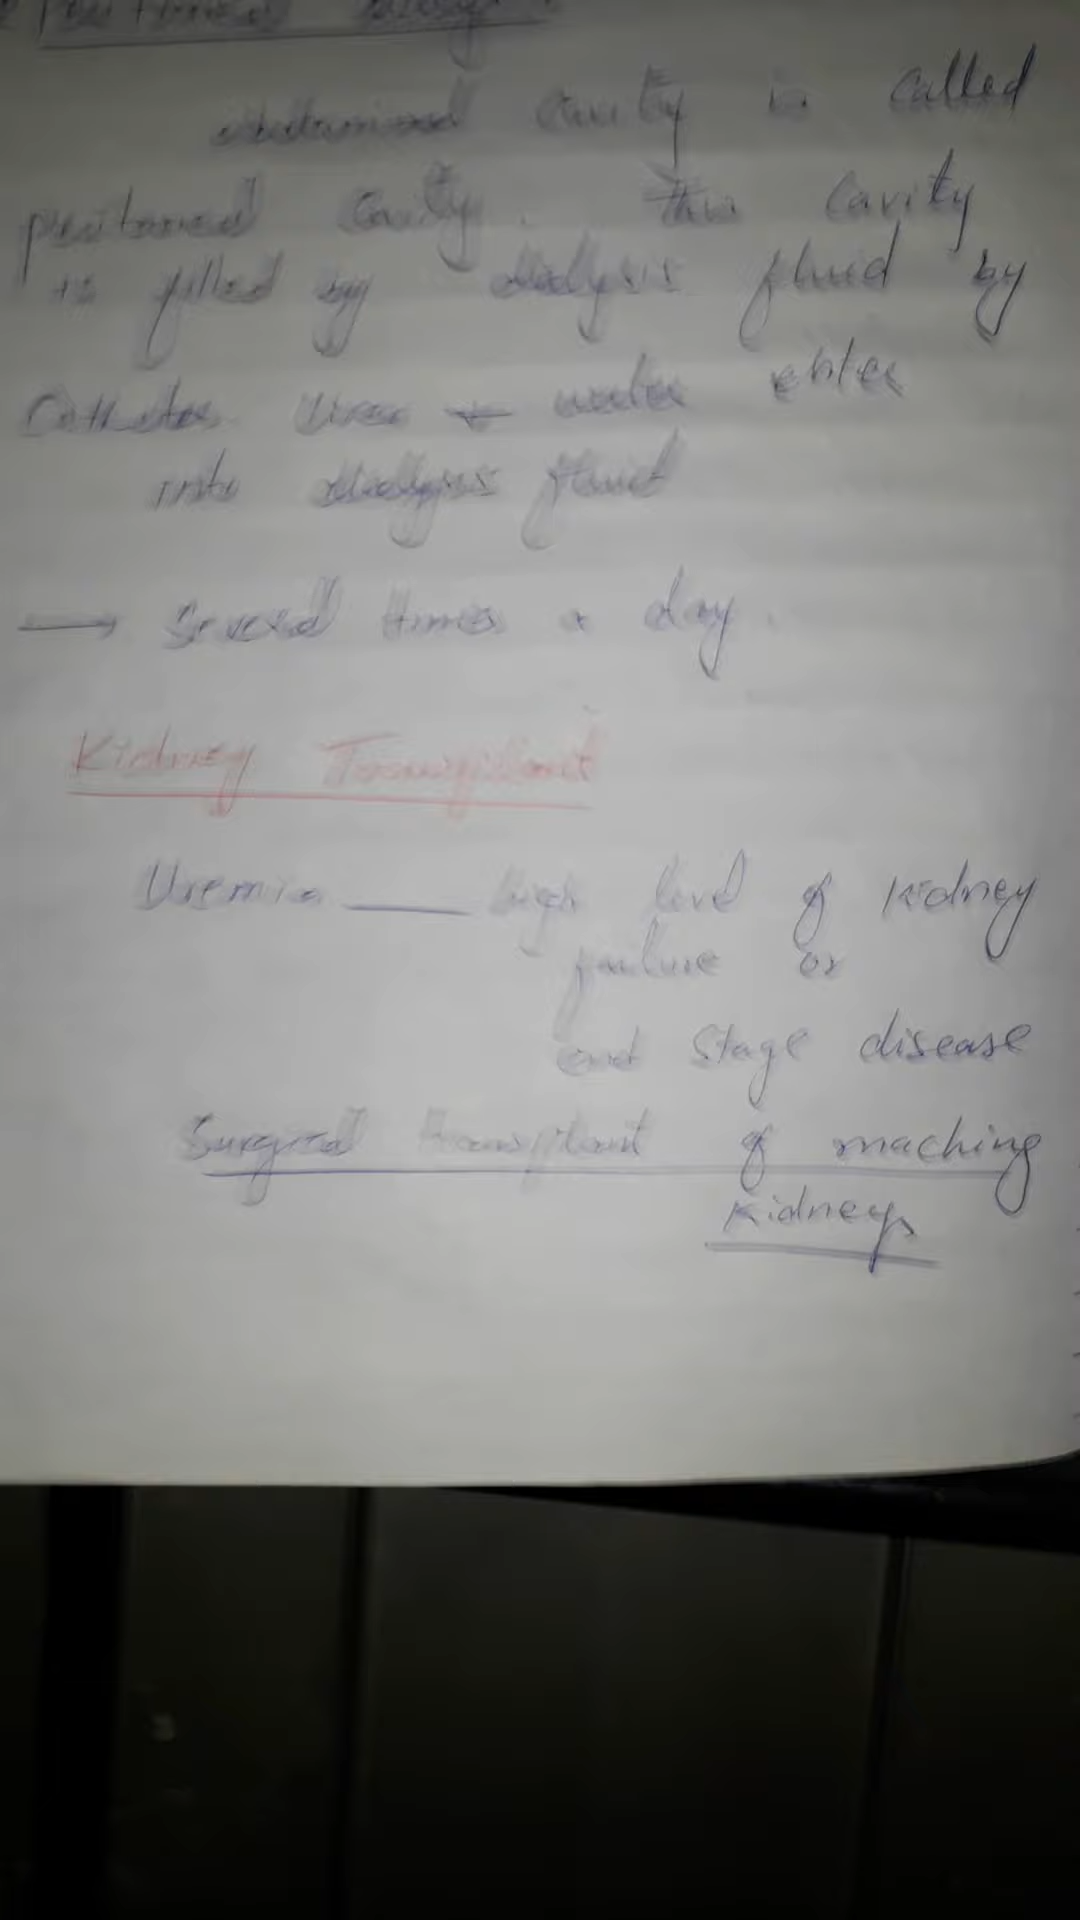 abdominal cavity is called
peritoneal cavity. This cavity
is filled by dialysis fluid by
Catheter. Urea + water enter
into dialysis fluid
→ Several times a day.
Kidney Transplant
Uremia — high level of kidney
failure or
end stage disease
Surgical transplant of maching
Kidney